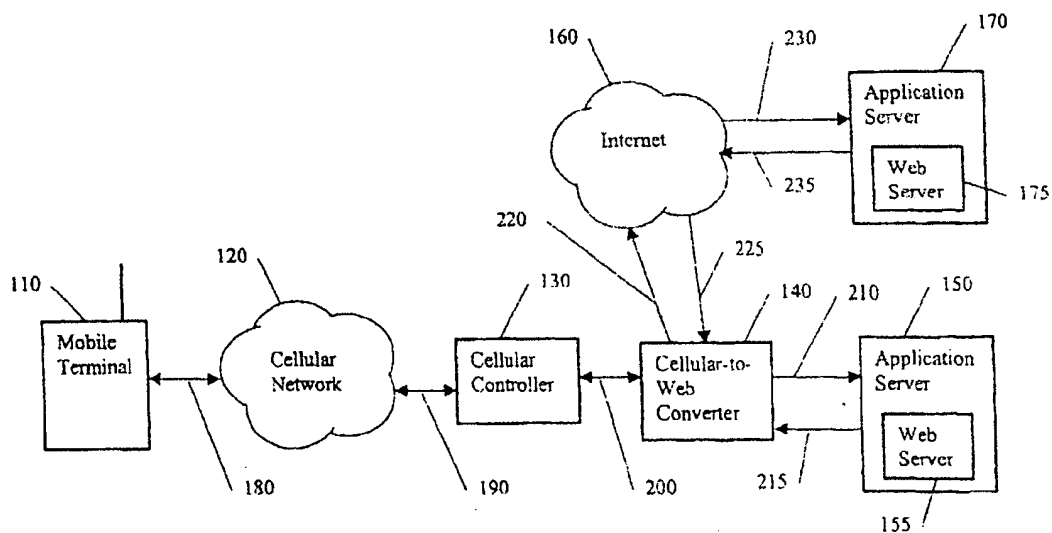 160
230
170
Internet
Application
Server
Web
Server
235
175
220
225
120
110
130
140
210
150
Mobile
Terminal
Cellular
Network
Cellular
Controller
Cellular-to-
Web
Converter
Application
Server
Web
Server
180
190
200
215
155